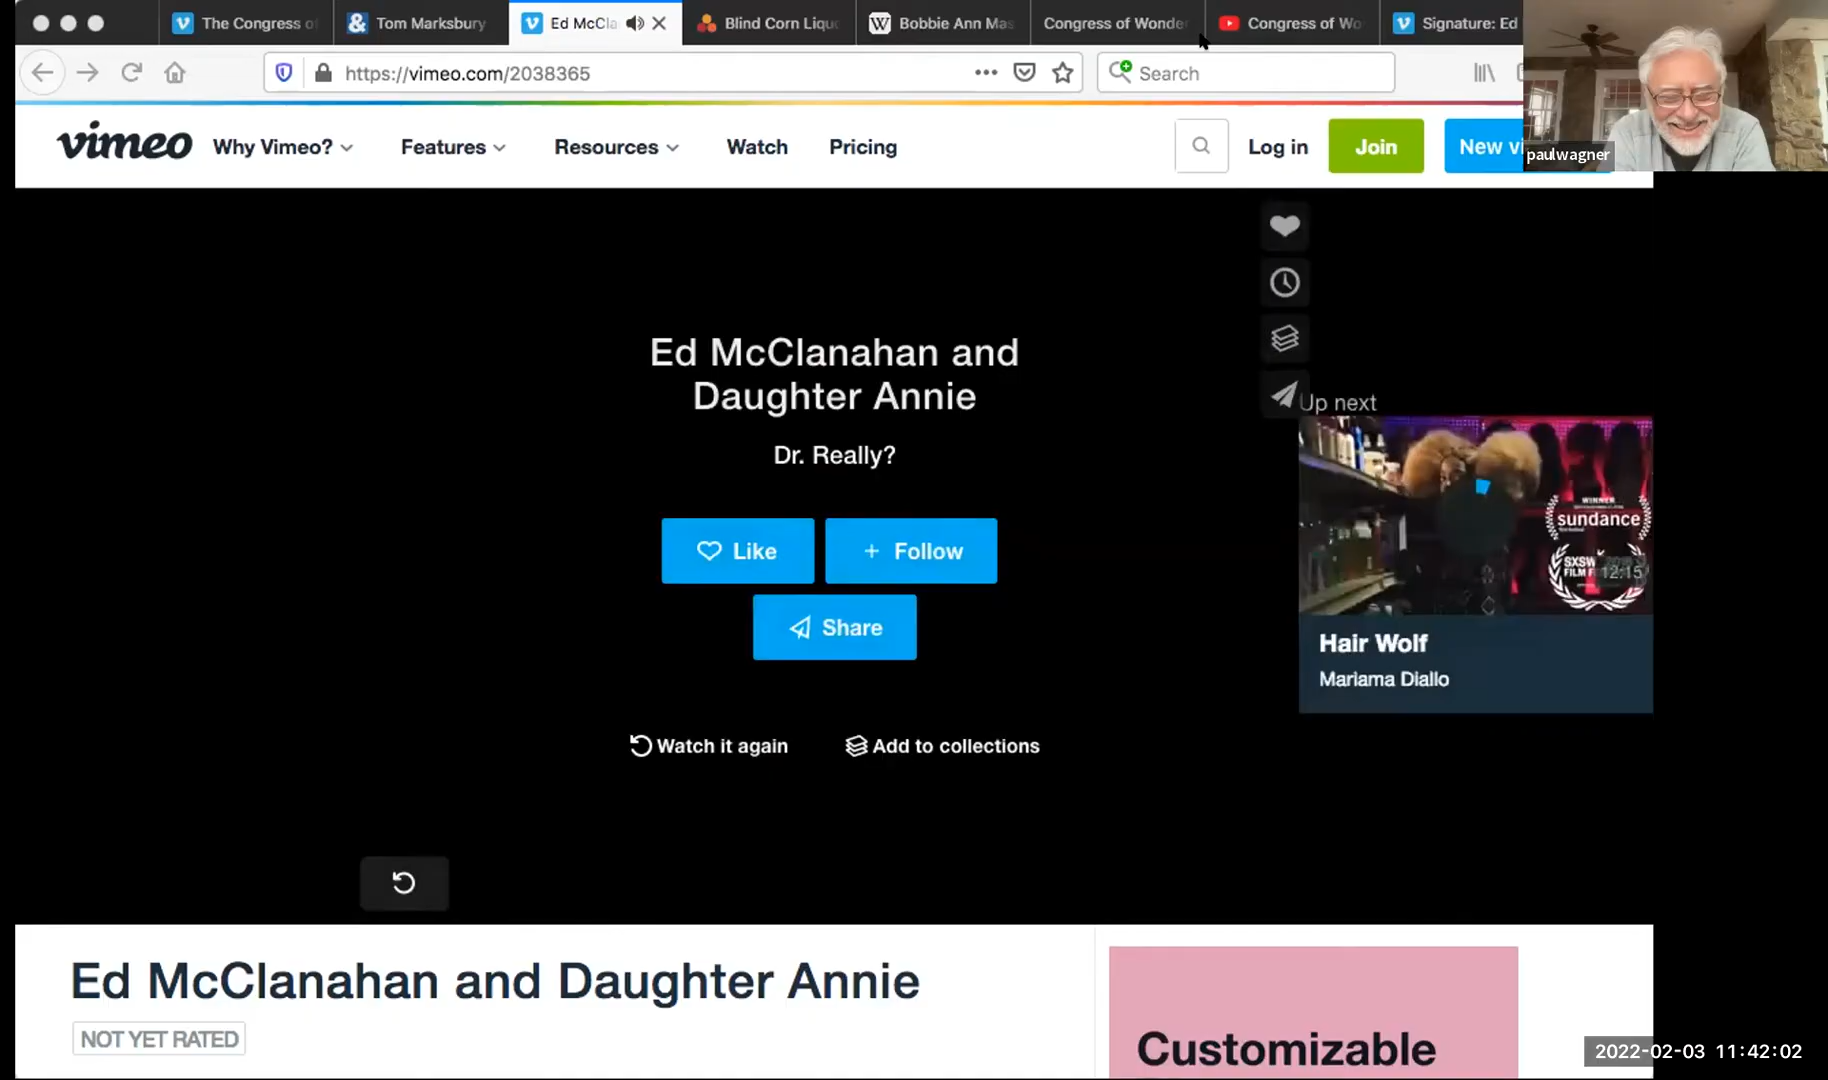 The Congress o
Tom Marksbury
Ed McCla
Blind Corn Liqu
Bobbie Ann Mas
Congress of Wonde
Congress of Wo
Signature: Ed
https://vimeo.com/2038365
Search
vimeo
Why Vimeo?
Features
Resources
Watch
Pricing
Log in
Join
New vi
paulwagner
Ed McClanahan and
Daughter Annie
Dr. Really?
Like
+ Follow
Share
Watch it again
Add to collections
Up next
WINNER
sundance
SXSW
FILM F
12:15
Hair Wolf
Mariama Diallo
Ed McClanahan and Daughter Annie
NOT YET RATED
Customizable
2022-02-03 11:42:02